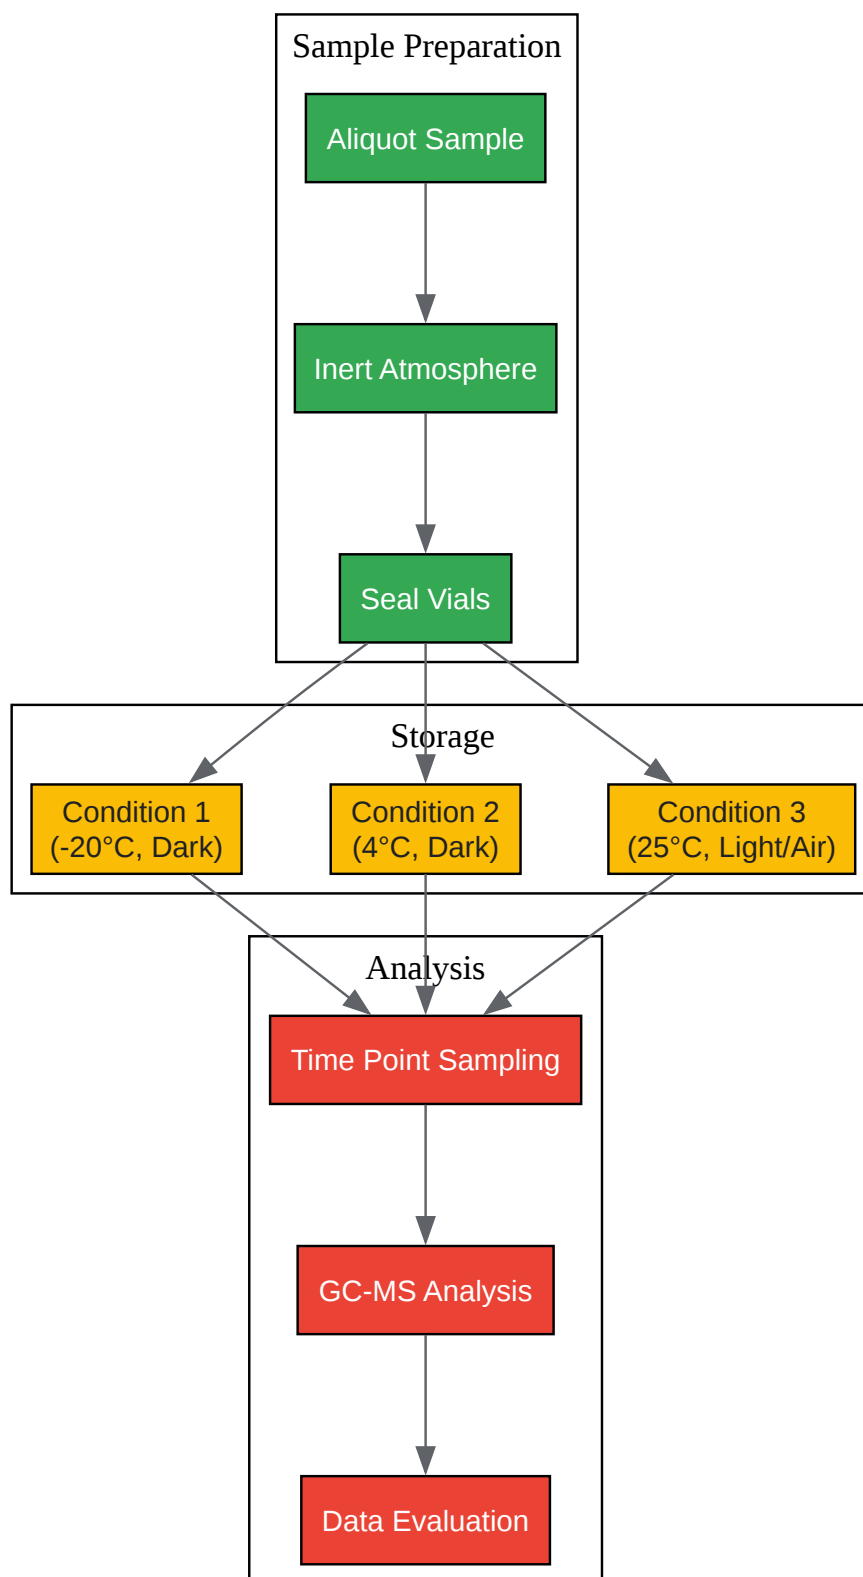 Sample Preparation
Aliquot Sample
Inert Atmosphere
Seal Vials
Storage
Condition 1
(-20°C, Dark)
Condition 2
(4°C, Dark)
Condition 3
(25°C, Light/Air)
Analysis
Time Point Sampling
GC-MS Analysis
Data Evaluation